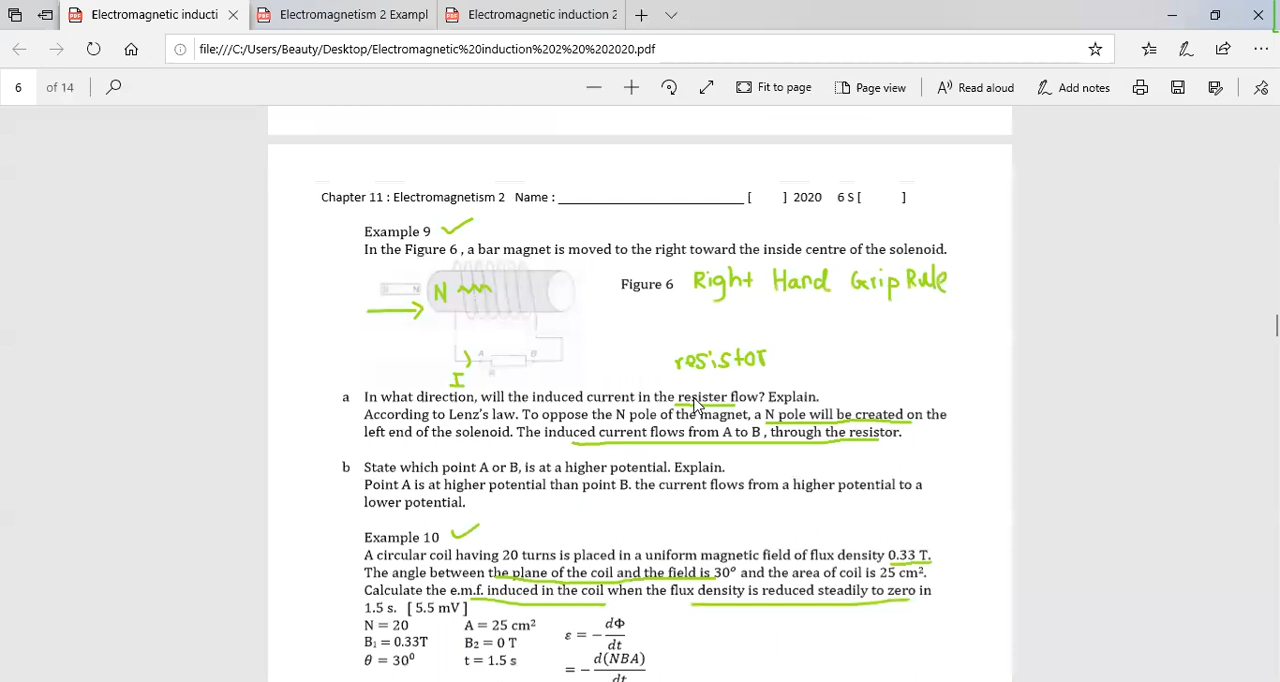 Electromagnetic inducti
Electromagnetism 2 Exampl
Electromagnetic induction 2
file:///C:/Users/Beauty/Desktop/Electromagnetic%20induction%202%20%202020.pdf
6 of 14
Fit to page
Page view
Read aloud
Add notes
Chapter 11 : Electromagnetism 2 Name : ______________________ [ ] 2020 6 S [ ]
Example 9
In the Figure 6 , a bar magnet is moved to the right toward the inside centre of the solenoid.
N
N
Figure 6 Right Hand Grip Rule
A B
R
I
resistor
a In what direction, will the induced current in the resister flow? Explain.
According to Lenz's law. To oppose the N pole of the magnet, a N pole will be created on the
left end of the solenoid. The induced current flows from A to B , through the resistor.
b State which point A or B, is at a higher potential. Explain.
Point A is at higher potential than point B. the current flows from a higher potential to a
lower potential.
Example 10
A circular coil having 20 turns is placed in a uniform magnetic field of flux density 0.33 T.
The angle between the plane of the coil and the field is 30° and the area of coil is 25 cm².
Calculate the e.m.f. induced in the coil when the flux density is reduced steadily to zero in
1.5 s. [ 5.5 mV ]
N = 20 A = 25 cm² ε = − dΦ/dt
B₁ = 0.33T B₂ = 0 T
θ = 30⁰ t = 1.5 s = − d(NBA)/dt